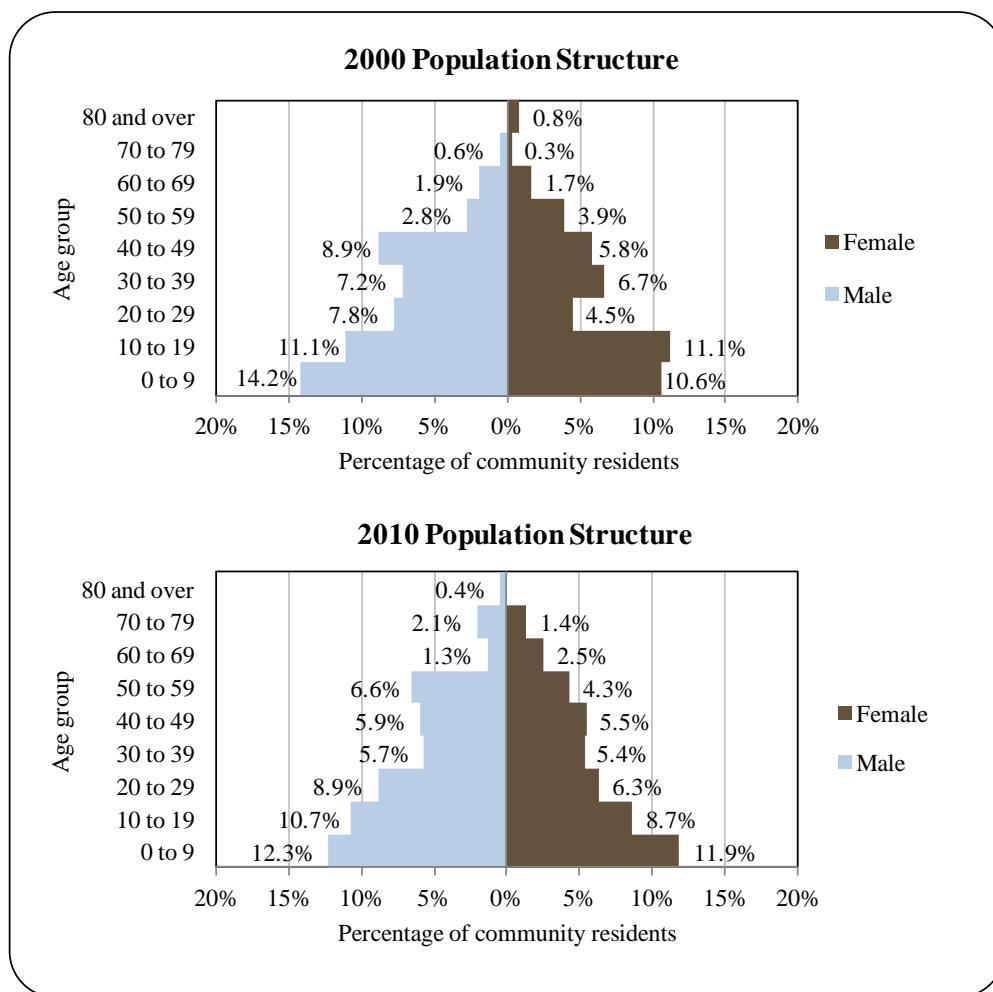 2000 Population Structure
80 and over 0.8%
70 to 79 0.6% 0.3%
60 to 69 1.9% 1.7%
50 to 59 2.8% 3.9%
40 to 49 8.9% 5.8%
30 to 39 7.2% 6.7%
20 to 29 7.8% 4.5%
10 to 19 11.1% 11.1%
0 to 9 14.2% 10.6%
Age group
Female
Male
20% 15% 10% 5% 0% 5% 10% 15% 20%
Percentage of community residents
2010 Population Structure
80 and over 0.4%
70 to 79 2.1% 1.4%
60 to 69 1.3% 2.5%
50 to 59 6.6% 4.3%
40 to 49 5.9% 5.5%
30 to 39 5.7% 5.4%
20 to 29 8.9% 6.3%
10 to 19 10.7% 8.7%
0 to 9 12.3% 11.9%
Age group
Female
Male
20% 15% 10% 5% 0% 5% 10% 15% 20%
Percentage of community residents